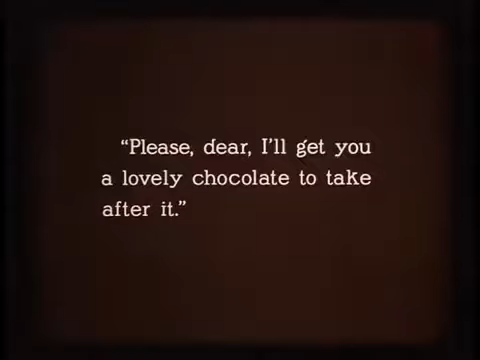 “Please, dear, I’ll get you
a lovely chocolate to take
after it.”